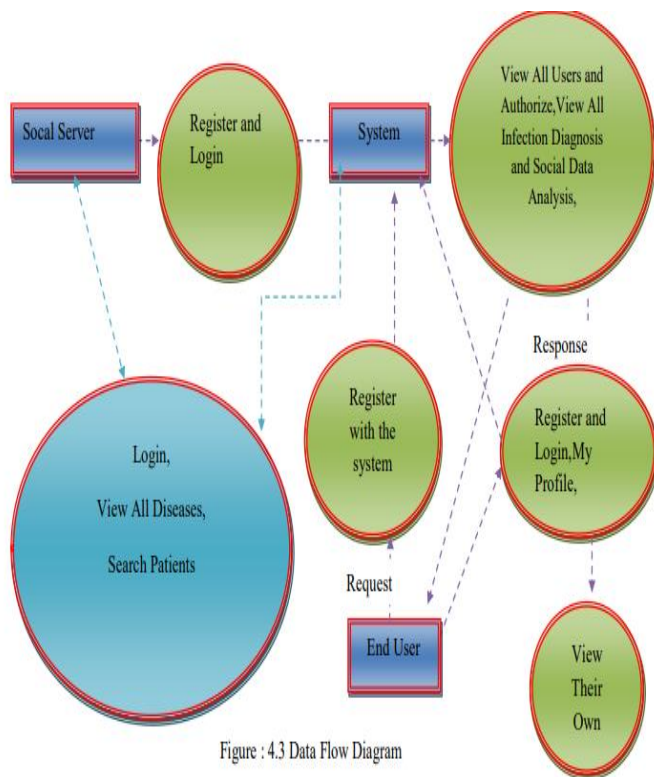 Socal Server
Register and
Login
System
View All Users and
Authorize,View All
Infection Diagnosis
and Social Data
Analysis,
Response
Register
with the
system
Register and
Login,My
Profile,
Login,
View All Diseases,
Search Patients
Request
End User
View
Their
Own
Figure : 4.3 Data Flow Diagram